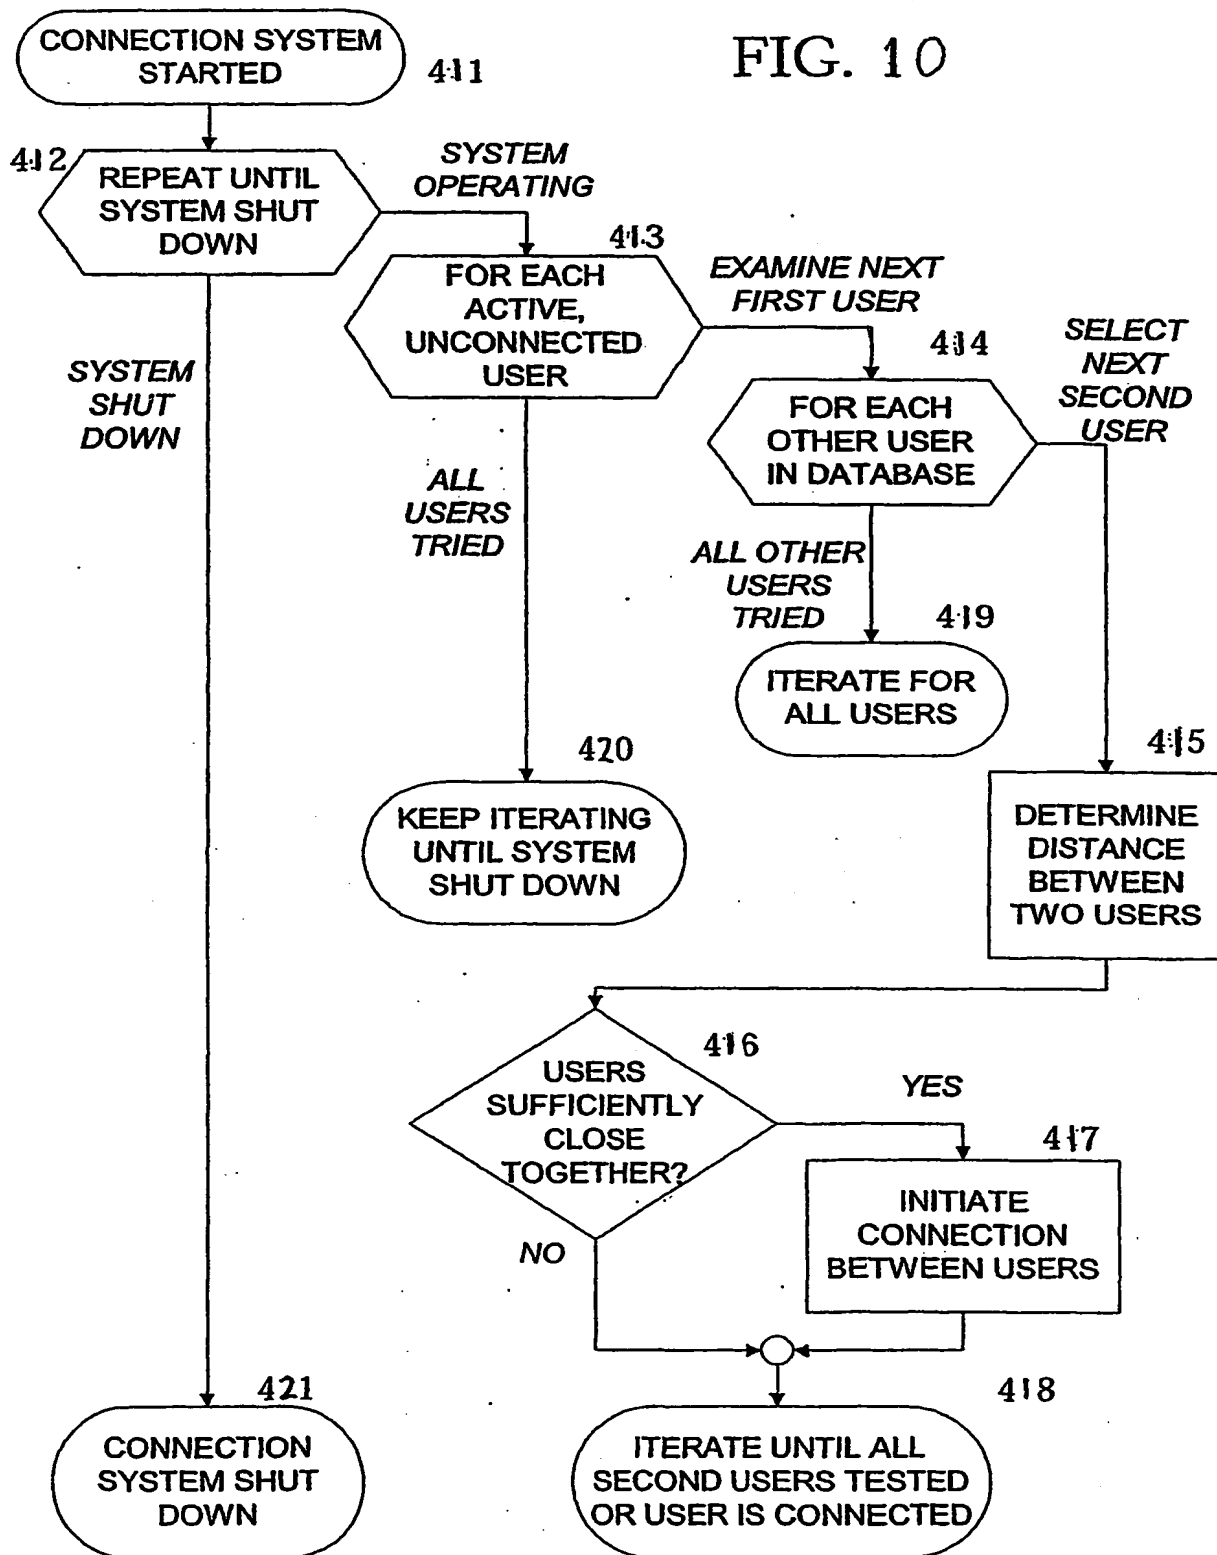 CONNECTION SYSTEM
STARTED
411
FIG. 10
412
REPEAT UNTIL
SYSTEM SHUT
DOWN
SYSTEM
OPERATING
413
FOR EACH
ACTIVE,
UNCONNECTED
USER
EXAMINE NEXT
FIRST USER
414
FOR EACH
OTHER USER
IN DATABASE
SELECT
NEXT
SECOND
USER
SYSTEM
SHUT
DOWN
ALL
USERS
TRIED
ALL OTHER
USERS
TRIED
419
ITERATE FOR
ALL USERS
420
KEEP ITERATING
UNTIL SYSTEM
SHUT DOWN
415
DETERMINE
DISTANCE
BETWEEN
TWO USERS
416
USERS
SUFFICIENTLY
CLOSE
TOGETHER?
YES
NO
417
INITIATE
CONNECTION
BETWEEN USERS
418
ITERATE UNTIL ALL
SECOND USERS TESTED
OR USER IS CONNECTED
421
CONNECTION
SYSTEM SHUT
DOWN